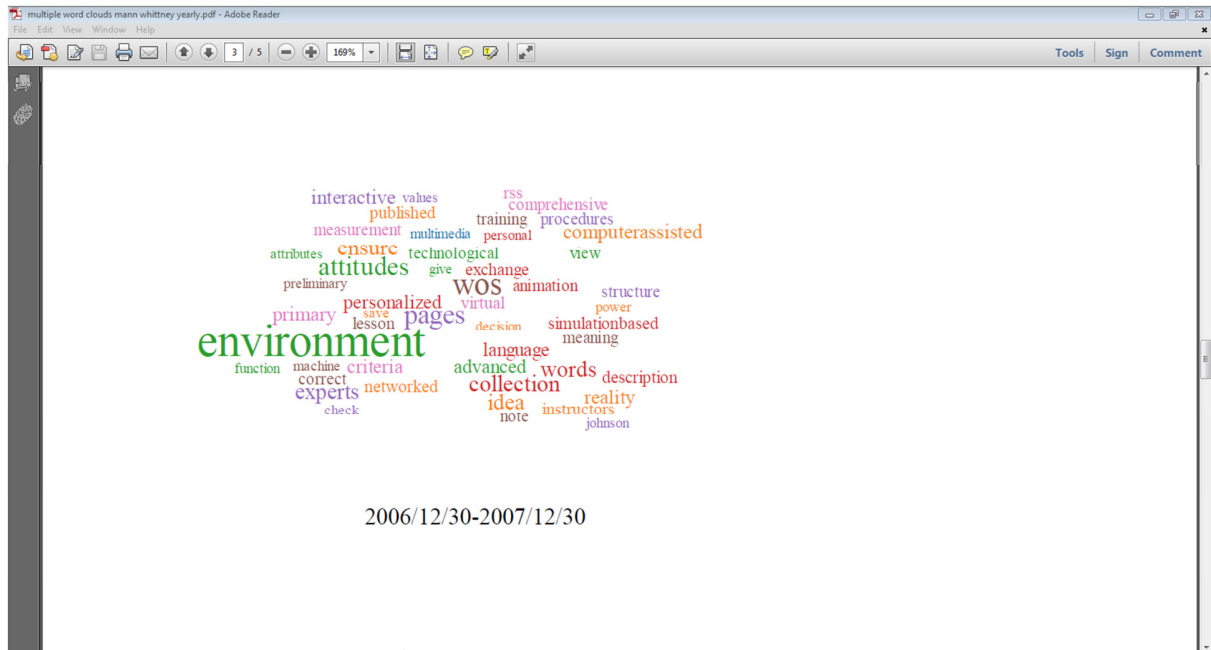 multiple word clouds mann whittney yearly.pdf - Adobe Reader
File Edit View Window Help
3 / 5 169% Tools Sign Comment
interactive values rss
comprehensive
published
training procedures
measurement multimedia personal computerassisted
attributes ensure technological view
attitudes give exchange
preliminary wos animation structure
personalized virtual power
primary save pages
lesson decision simulationbased
environment meaning
language
function machine criteria advanced words
correct collection description
experts networked
idea reality
check instructors
note
johnson
2006/12/30-2007/12/30